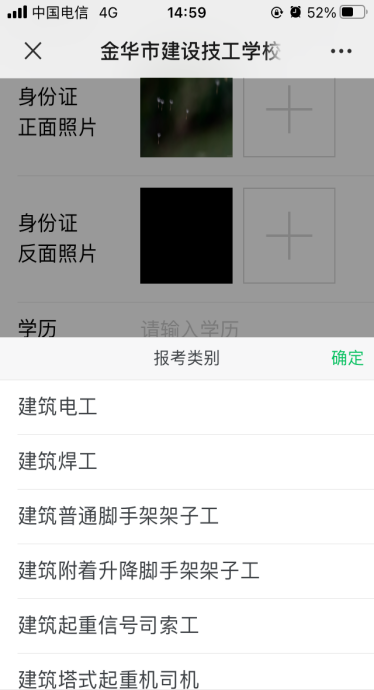 中国电信 4G 14:59 52%
金华市建设技工学校
身份证
正面照片
身份证
反面照片
学历 请输入学历
报考类别 确定
建筑电工
建筑焊工
建筑普通脚手架架子工
建筑附着升降脚手架架子工
建筑起重信号司索工
建筑塔式起重机司机